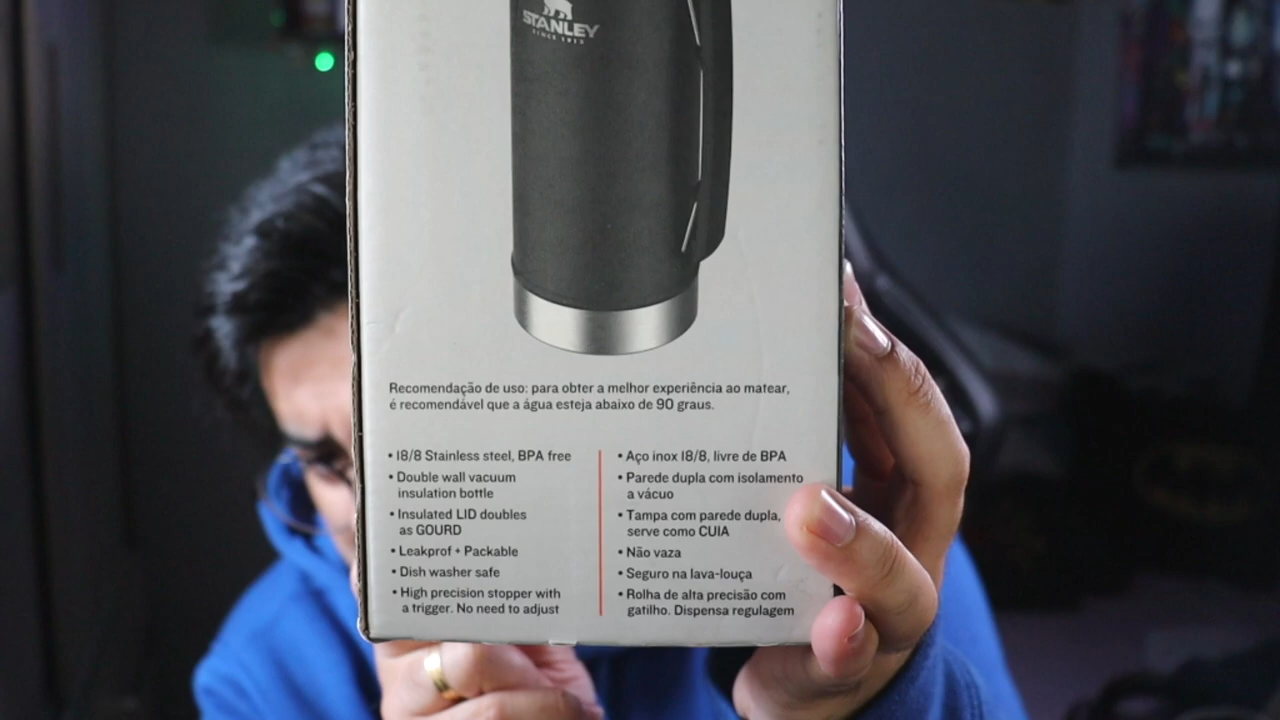 STANLEY
SINCE 1913
Recomendação de uso: para obter a melhor experiência ao matear,
é recomendável que a água esteja abaixo de 90 graus.
• 18/8 Stainless steel, BPA free
• Double wall vacuum
insulation bottle
• Insulated LID doubles
as GOURD
• Leakprof + Packable
• Dish washer safe
• High precision stopper with
a trigger. No need to adjust
• Aço inox 18/8, livre de BPA
• Parede dupla com isolamento
a vácuo
• Tampa com parede dupla,
serve como CUIA
• Não vaza
• Seguro na lava-louça
• Rolha de alta precisão com
gatilho. Dispensa regulagem